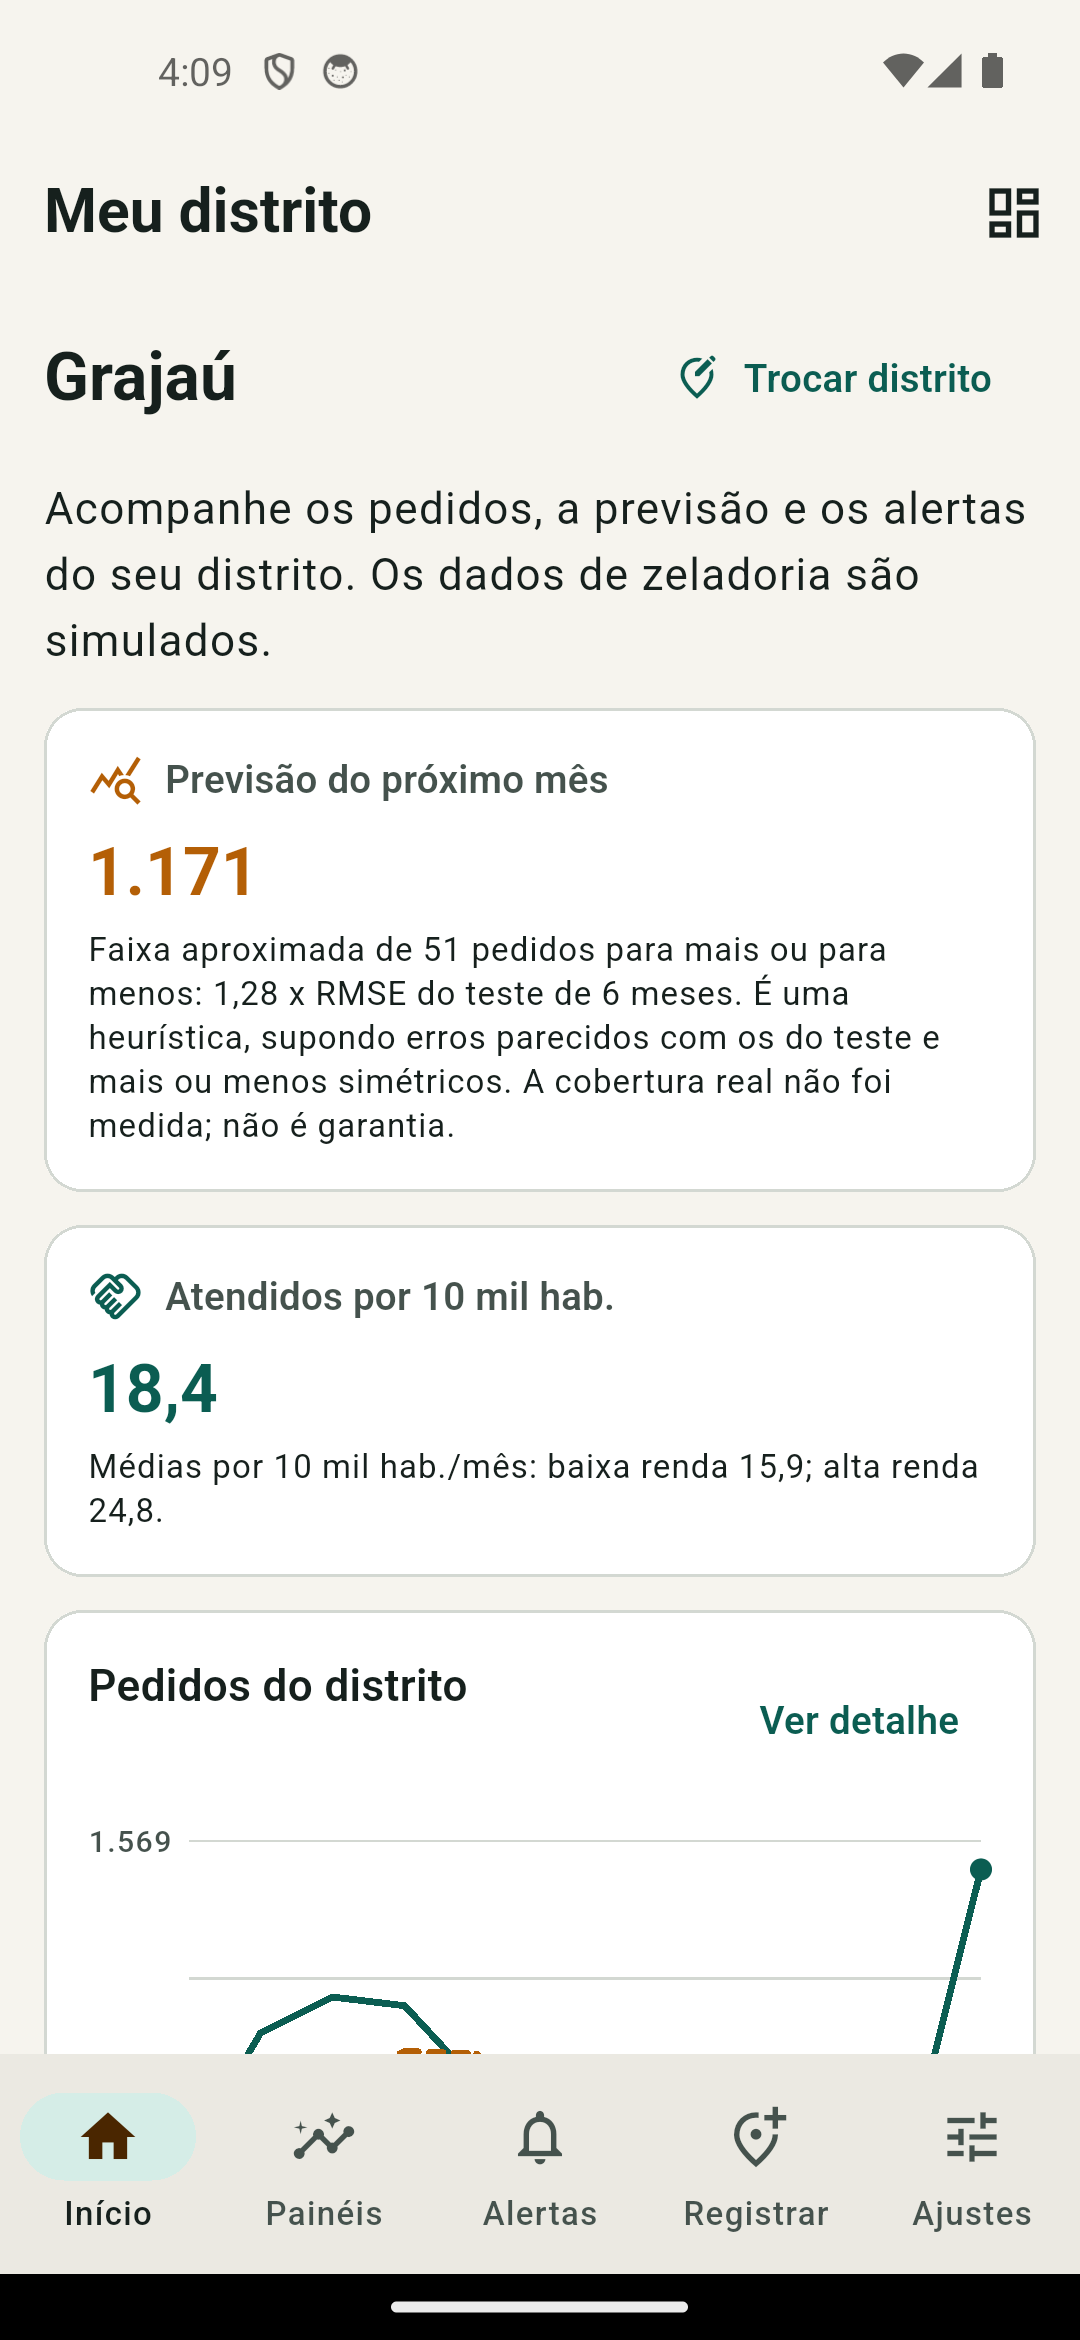 4:09
Meu distrito
Grajaú
Trocar distrito
Acompanhe os pedidos, a previsão e os alertas
do seu distrito. Os dados de zeladoria são
simulados.
Previsão do próximo mês
1.171
Faixa aproximada de 51 pedidos para mais ou para
menos: 1,28 x RMSE do teste de 6 meses. É uma
heurística, supondo erros parecidos com os do teste e
mais ou menos simétricos. A cobertura real não foi
medida; não é garantia.
Atendidos por 10 mil hab.
18,4
Médias por 10 mil hab./mês: baixa renda 15,9; alta renda
24,8.
Pedidos do distrito
Ver detalhe
1.569
Início
Painéis
Alertas
Registrar
Ajustes